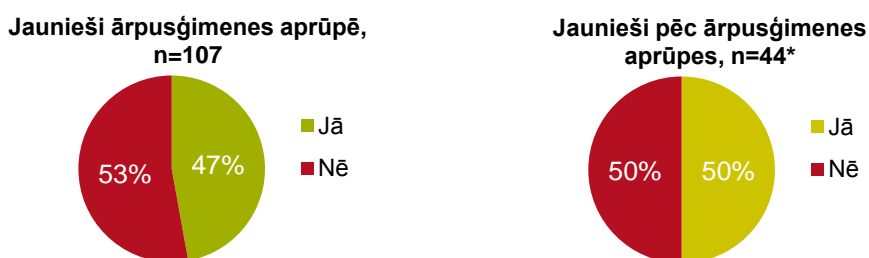 Jaunieši ārpusģimenes aprūpē,
n=107
53%
47%
Jā
Nē
Jaunieši pēc ārpusģimenes
aprūpes, n=44*
50%
50%
Jā
Nē